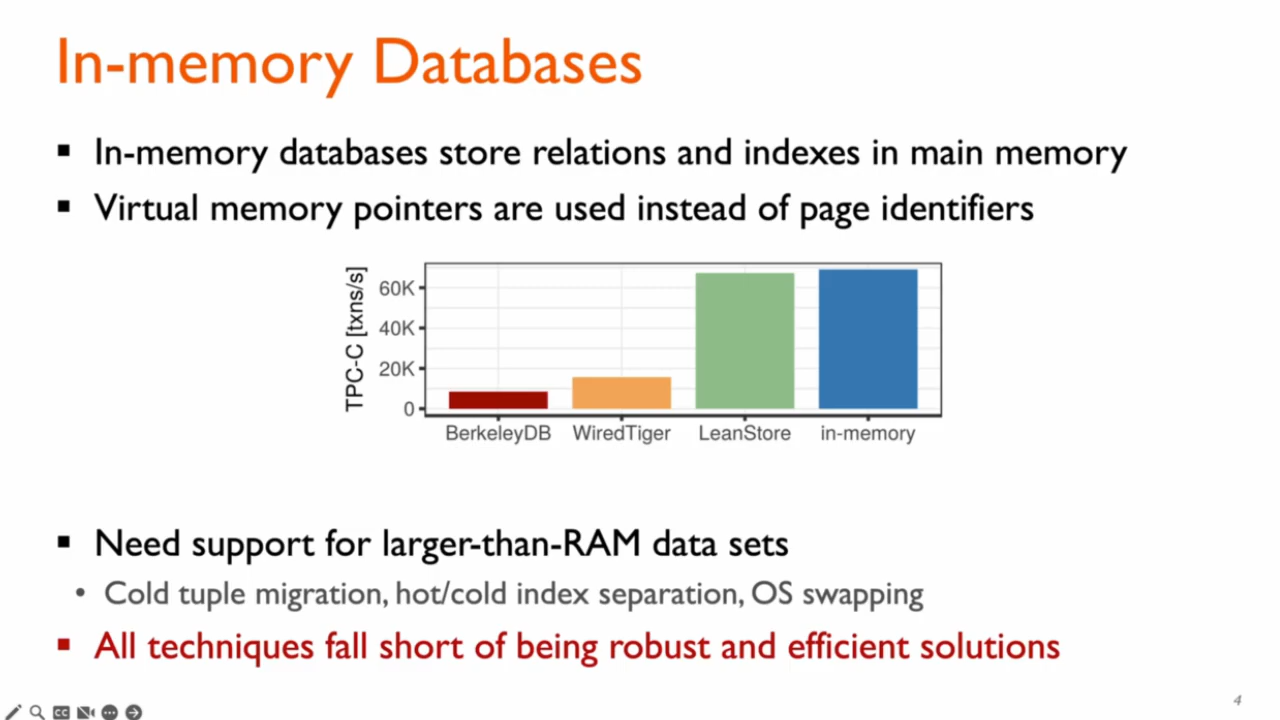 In-memory Databases
▪ In-memory databases store relations and indexes in main memory
▪ Virtual memory pointers are used instead of page identifiers
TPC-C [txns/s]
60K
40K
20K
0
BerkeleyDB WiredTiger LeanStore in-memory
▪ Need support for larger-than-RAM data sets
• Cold tuple migration, hot/cold index separation, OS swapping
▪ All techniques fall short of being robust and efficient solutions
CC
4